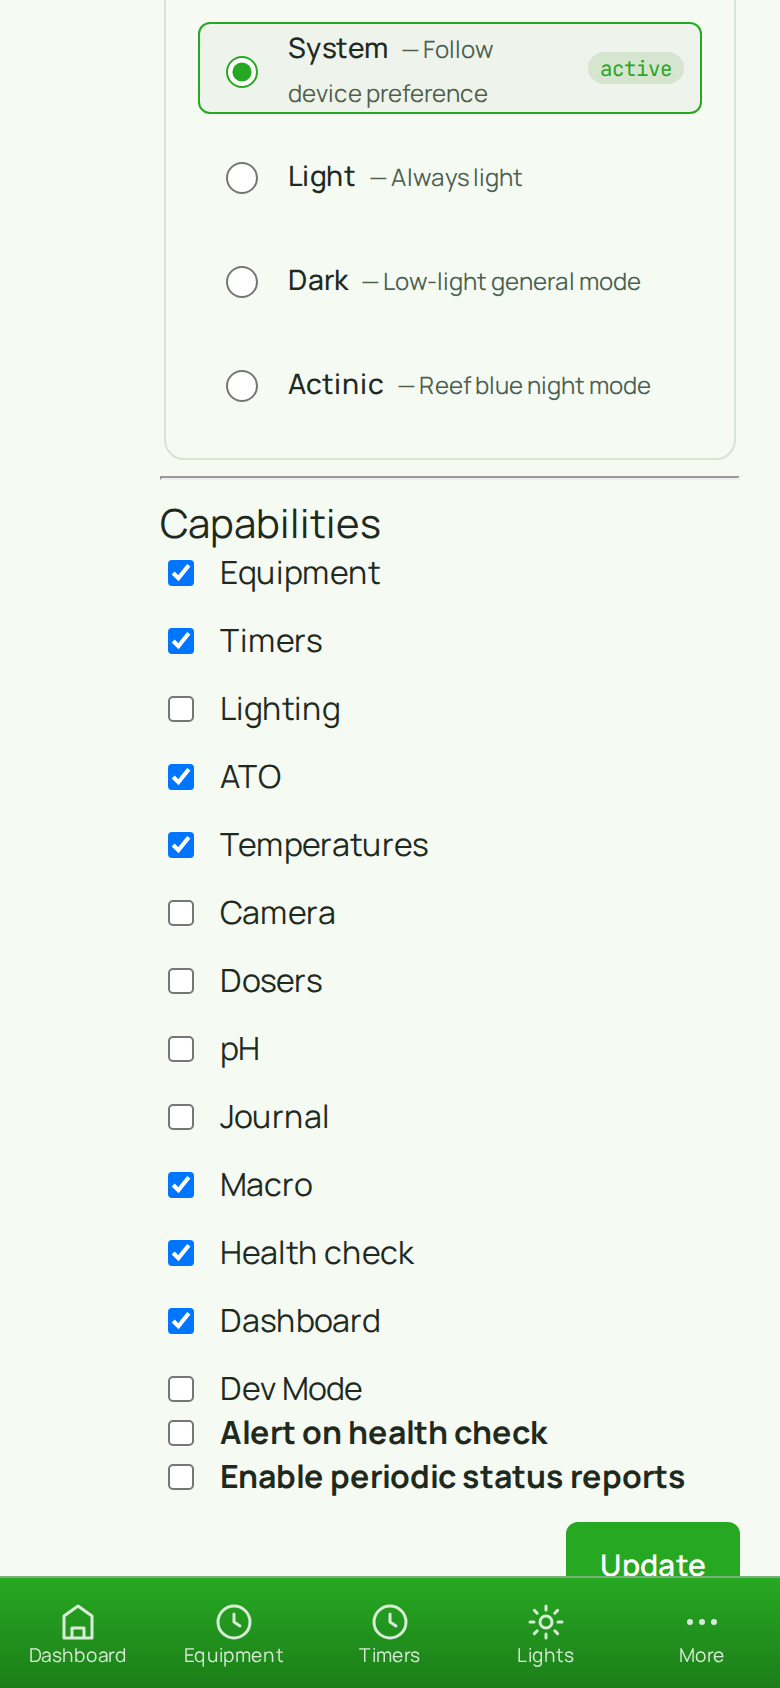 System — Follow
device preference
active
Light — Always light
Dark — Low-light general mode
Actinic — Reef blue night mode
Capabilities
Equipment
Timers
Lighting
ATO
Temperatures
Camera
Dosers
pH
Journal
Macro
Health check
Dashboard
Dev Mode
Alert on health check
Enable periodic status reports
Update
Dashboard
Equipment
Timers
Lights
More